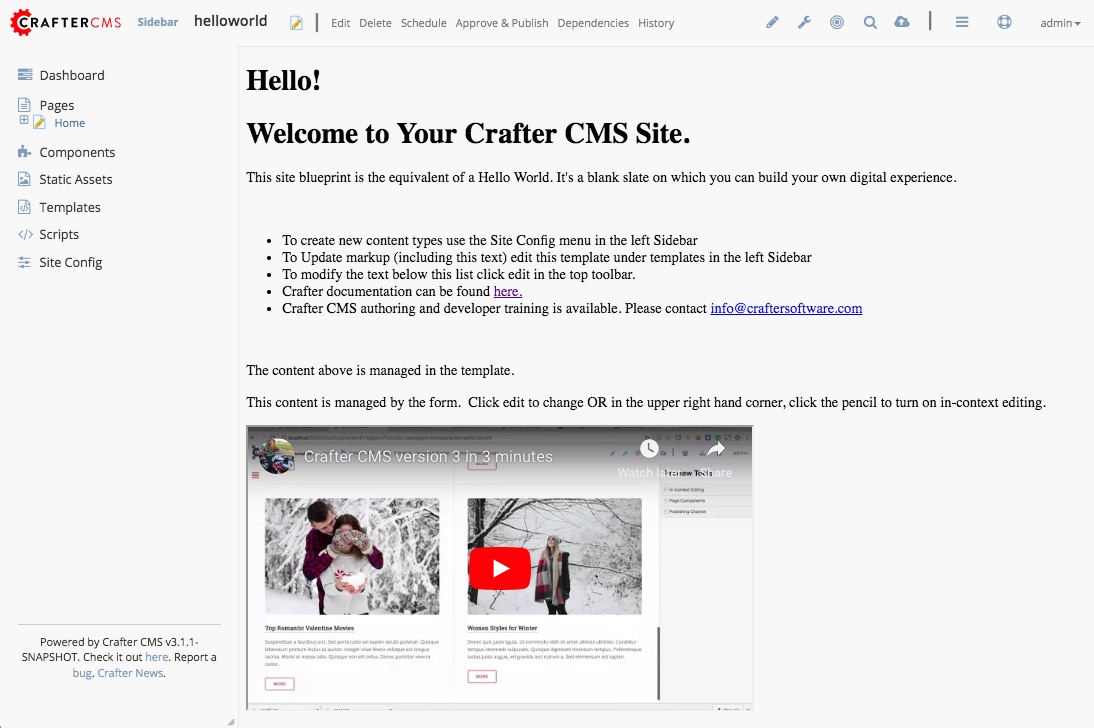 CRAFTERCMS Sidebar helloworld Edit Delete Schedule Approve & Publish Dependencies History admin
Dashboard
Pages
Home
Components
Static Assets
Templates
Scripts
Site Config
Powered by Crafter CMS v3.1.1-
SNAPSHOT. Check it out here. Report a
bug. Crafter News.
Hello!
Welcome to Your Crafter CMS Site.
This site blueprint is the equivalent of a Hello World. It's a blank slate on which you can build your own digital experience.
To create new content types use the Site Config menu in the left Sidebar
To Update markup (including this text) edit this template under templates in the left Sidebar
To modify the text below this list click edit in the top toolbar.
Crafter documentation can be found here.
Crafter CMS authoring and developer training is available. Please contact info@craftersoftware.com
The content above is managed in the template.
This content is managed by the form.  Click edit to change OR in the upper right hand corner, click the pencil to turn on in-context editing.
Crafter CMS version 3 in 3 minutes
Watch later Share
In-Context Editing
Page Components
Publishing Channel
MORE MORE
Top Romantic Valentine Movies
Women Styles for Winter
MORE
MORE